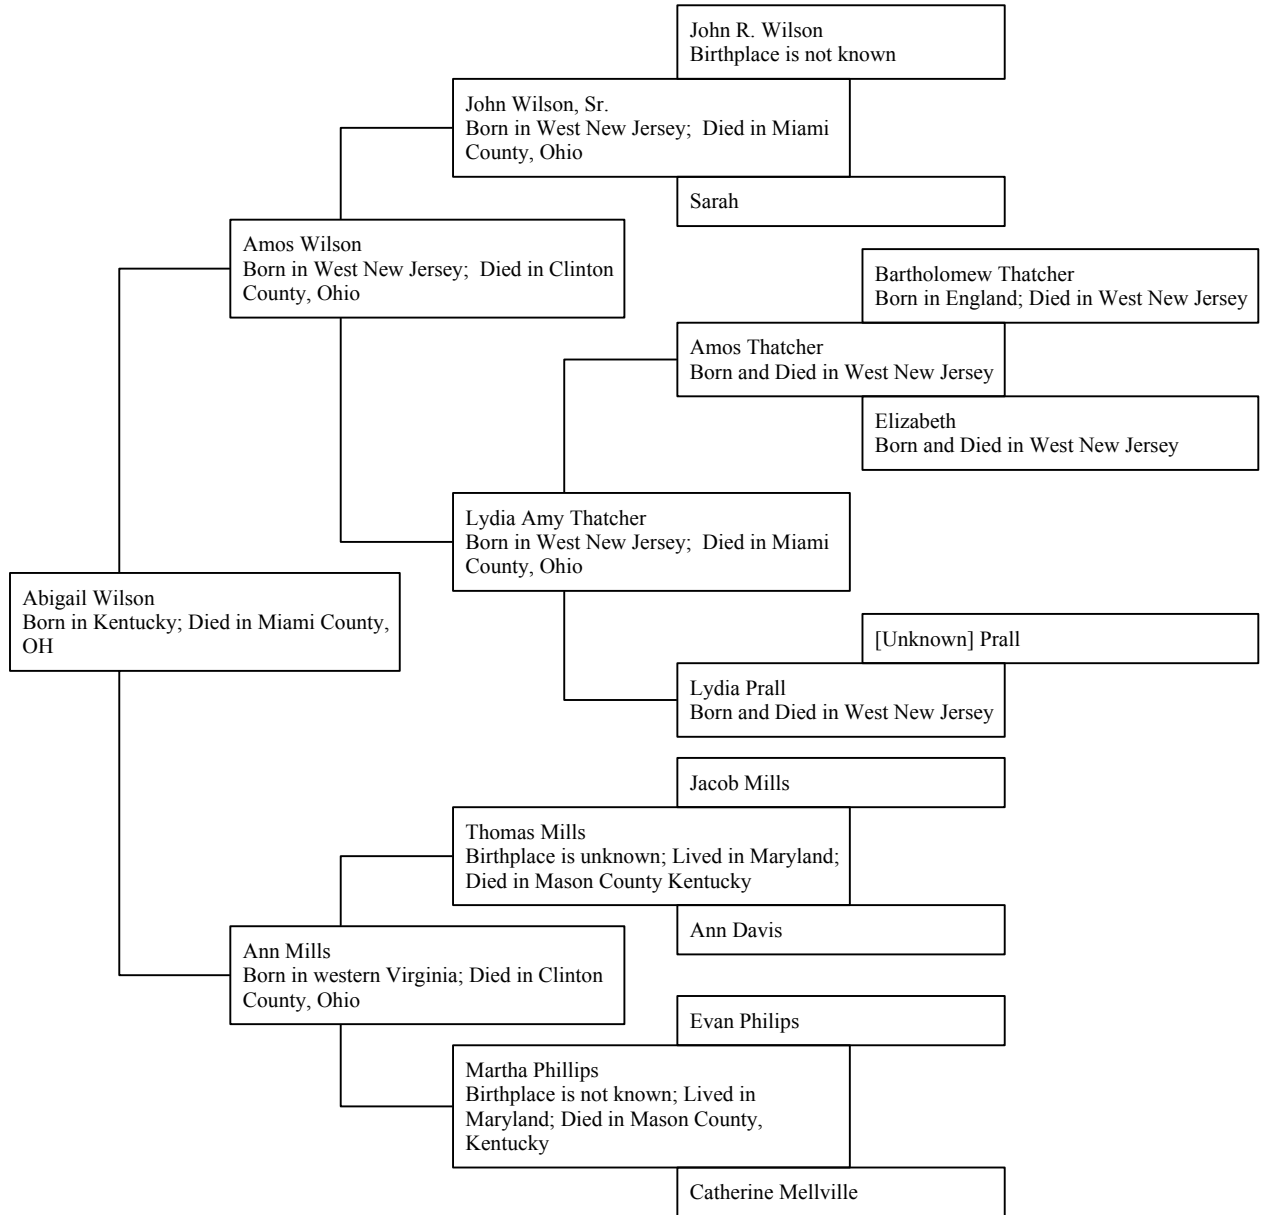 John R. Wilson
Birthplace is not known
John Wilson, Sr.
Born in West New Jersey;  Died in Miami
County, Ohio
Sarah
Amos Wilson
Born in West New Jersey;  Died in Clinton
County, Ohio
Bartholomew Thatcher
Born in England; Died in West New Jersey
Amos Thatcher
Born and Died in West New Jersey
Elizabeth
Born and Died in West New Jersey
Lydia Amy Thatcher
Born in West New Jersey;  Died in Miami
County, Ohio
Abigail Wilson
Born in Kentucky; Died in Miami County,
OH
[Unknown] Prall
Lydia Prall
Born and Died in West New Jersey
Jacob Mills
Thomas Mills
Birthplace is unknown; Lived in Maryland;
Died in Mason County Kentucky
Ann Davis
Ann Mills
Born in western Virginia; Died in Clinton
County, Ohio
Evan Philips
Martha Phillips
Birthplace is not known; Lived in
Maryland; Died in Mason County,
Kentucky
Catherine Mellville